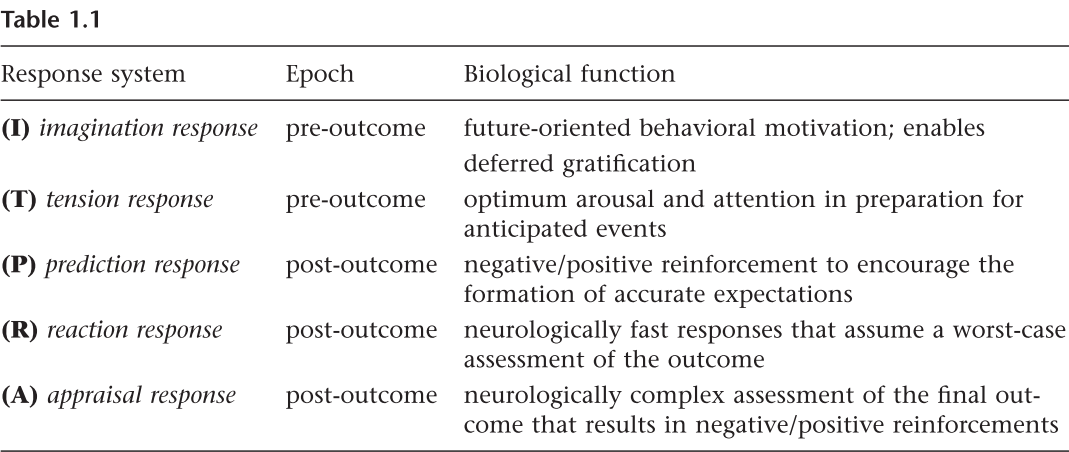 Table 1.1
Response system Epoch Biological function
(I) imagination response pre-outcome future-oriented behavioral motivation; enables
deferred gratification
(T) tension response pre-outcome optimum arousal and attention in preparation for
anticipated events
(P) prediction response post-outcome negative/positive reinforcement to encourage the
formation of accurate expectations
(R) reaction response post-outcome neurologically fast responses that assume a worst-case
assessment of the outcome
(A) appraisal response post-outcome neurologically complex assessment of the final out-
come that results in negative/positive reinforcements